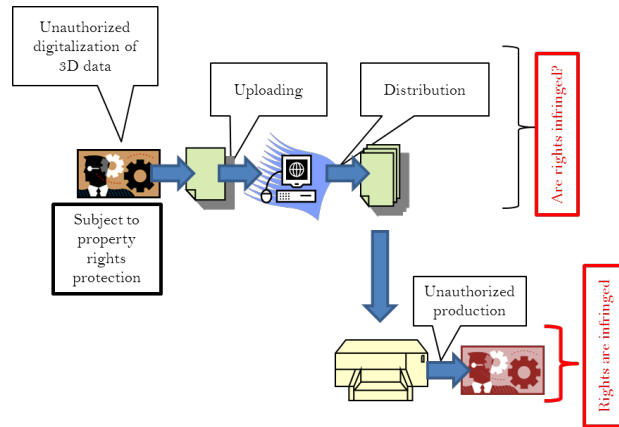 Unauthorized
digitalization of
3D data
Uploading
Distribution
Are rights infringed?
Subject to
property
rights
protection
Unauthorized
production
Rights are infringed